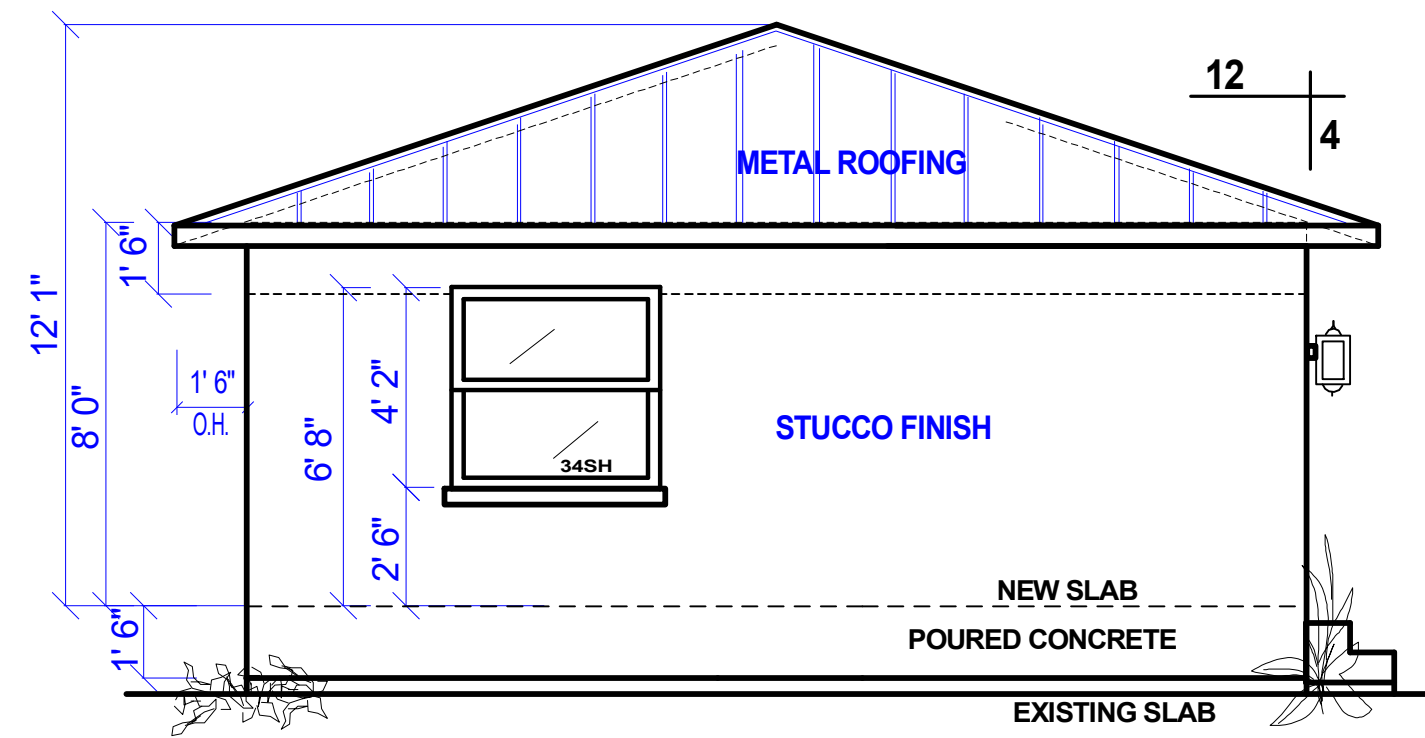 12
4
METAL ROOFING
12' 1"
8' 0"
1' 6"
1' 6"
O.H.
6' 8"
4' 2"
STUCCO FINISH
34SH
2' 6"
NEW SLAB
1' 6"
POURED CONCRETE
EXISTING SLAB